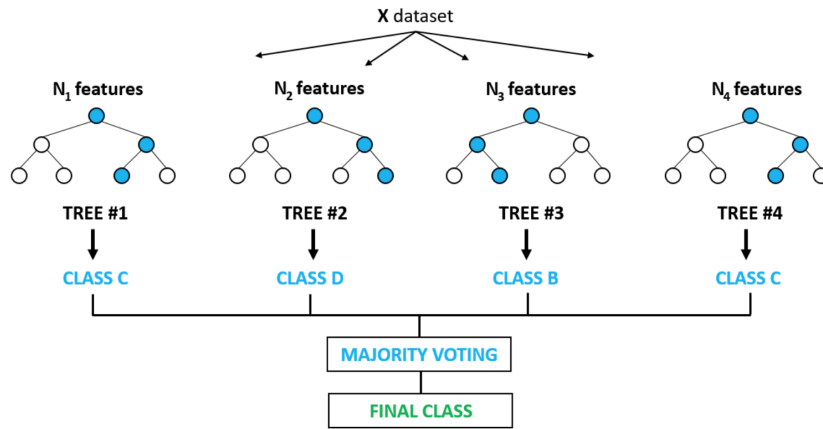 X dataset
N₁ features
N₂ features
N₃ features
N₄ features
TREE #1
TREE #2
TREE #3
TREE #4
CLASS C
CLASS D
CLASS B
CLASS C
MAJORITY VOTING
FINAL CLASS